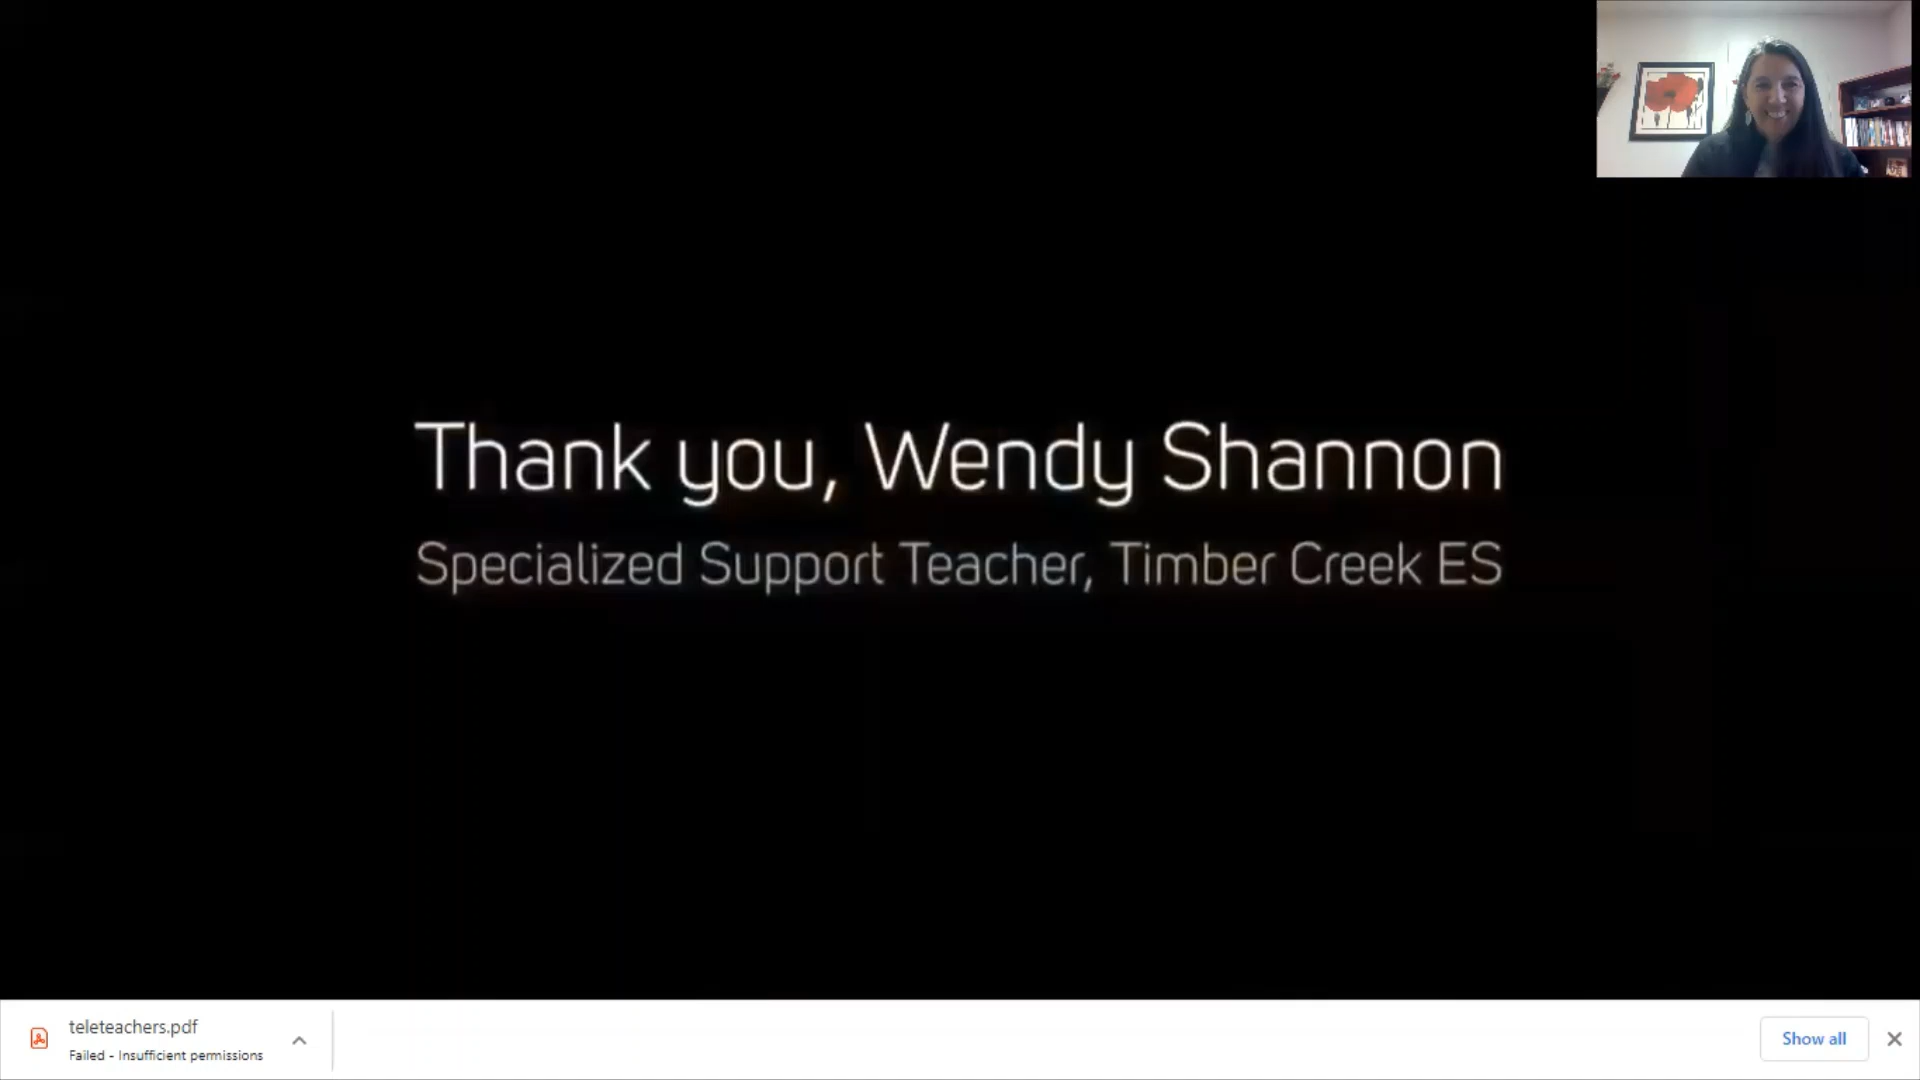 Thank you, Wendy Shannon
Specialized Support Teacher, Timber Creek ES
teleteachers.pdf
Failed - Insufficient permissions
Show all